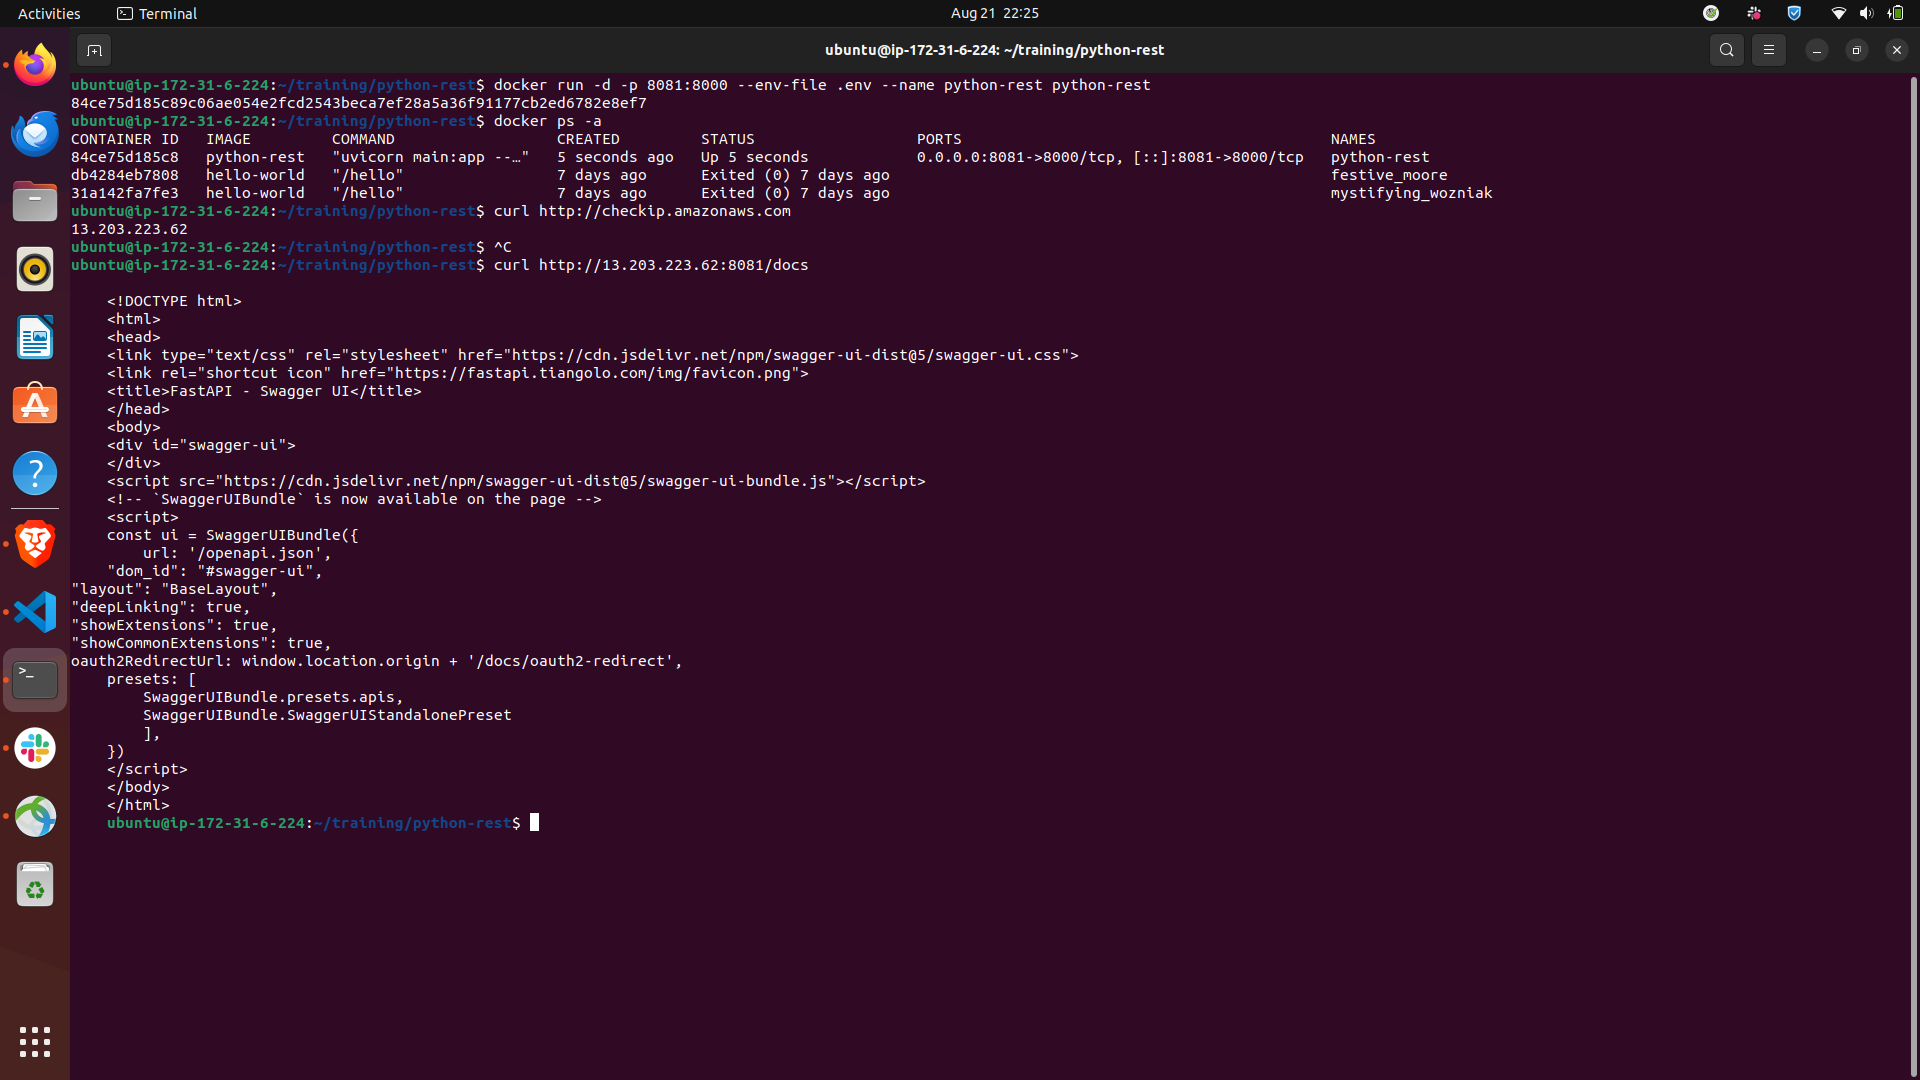 Activities
Terminal
Aug 21 22:25
ubuntu@ip-172-31-6-224: ~/training/python-rest
ubuntu@ip-172-31-6-224:~/training/python-rest$ docker run -d -p 8081:8000 --env-file .env --name python-rest python-rest
84ce75d185c89c06ae054e2fcd2543beca7ef28a5a36f91177cb2ed6782e8ef7
ubuntu@ip-172-31-6-224:~/training/python-rest$ docker ps -a
CONTAINER ID   IMAGE         COMMAND                  CREATED         STATUS                  PORTS                                         NAMES
84ce75d185c8   python-rest   "uvicorn main:app --…"   5 seconds ago   Up 5 seconds            0.0.0.0:8081->8000/tcp, [::]:8081->8000/tcp   python-rest
db4284eb7808   hello-world   "/hello"                 7 days ago      Exited (0) 7 days ago                                                 festive_moore
31a142fa7fe3   hello-world   "/hello"                 7 days ago      Exited (0) 7 days ago                                                 mystifying_wozniak
ubuntu@ip-172-31-6-224:~/training/python-rest$ curl http://checkip.amazonaws.com
13.203.223.62
ubuntu@ip-172-31-6-224:~/training/python-rest$ ^C
ubuntu@ip-172-31-6-224:~/training/python-rest$ curl http://13.203.223.62:8081/docs
    <!DOCTYPE html>
    <html>
    <head>
    <link type="text/css" rel="stylesheet" href="https://cdn.jsdelivr.net/npm/swagger-ui-dist@5/swagger-ui.css">
    <link rel="shortcut icon" href="https://fastapi.tiangolo.com/img/favicon.png">
    <title>FastAPI - Swagger UI</title>
    </head>
    <body>
    <div id="swagger-ui">
    </div>
    <script src="https://cdn.jsdelivr.net/npm/swagger-ui-dist@5/swagger-ui-bundle.js"></script>
    <!-- `SwaggerUIBundle` is now available on the page -->
    <script>
    const ui = SwaggerUIBundle({
        url: '/openapi.json',
    "dom_id": "#swagger-ui",
"layout": "BaseLayout",
"deepLinking": true,
"showExtensions": true,
"showCommonExtensions": true,
oauth2RedirectUrl: window.location.origin + '/docs/oauth2-redirect',
    presets: [
        SwaggerUIBundle.presets.apis,
        SwaggerUIBundle.SwaggerUIStandalonePreset
        ],
    })
    </script>
    </body>
    </html>
    ubuntu@ip-172-31-6-224:~/training/python-rest$